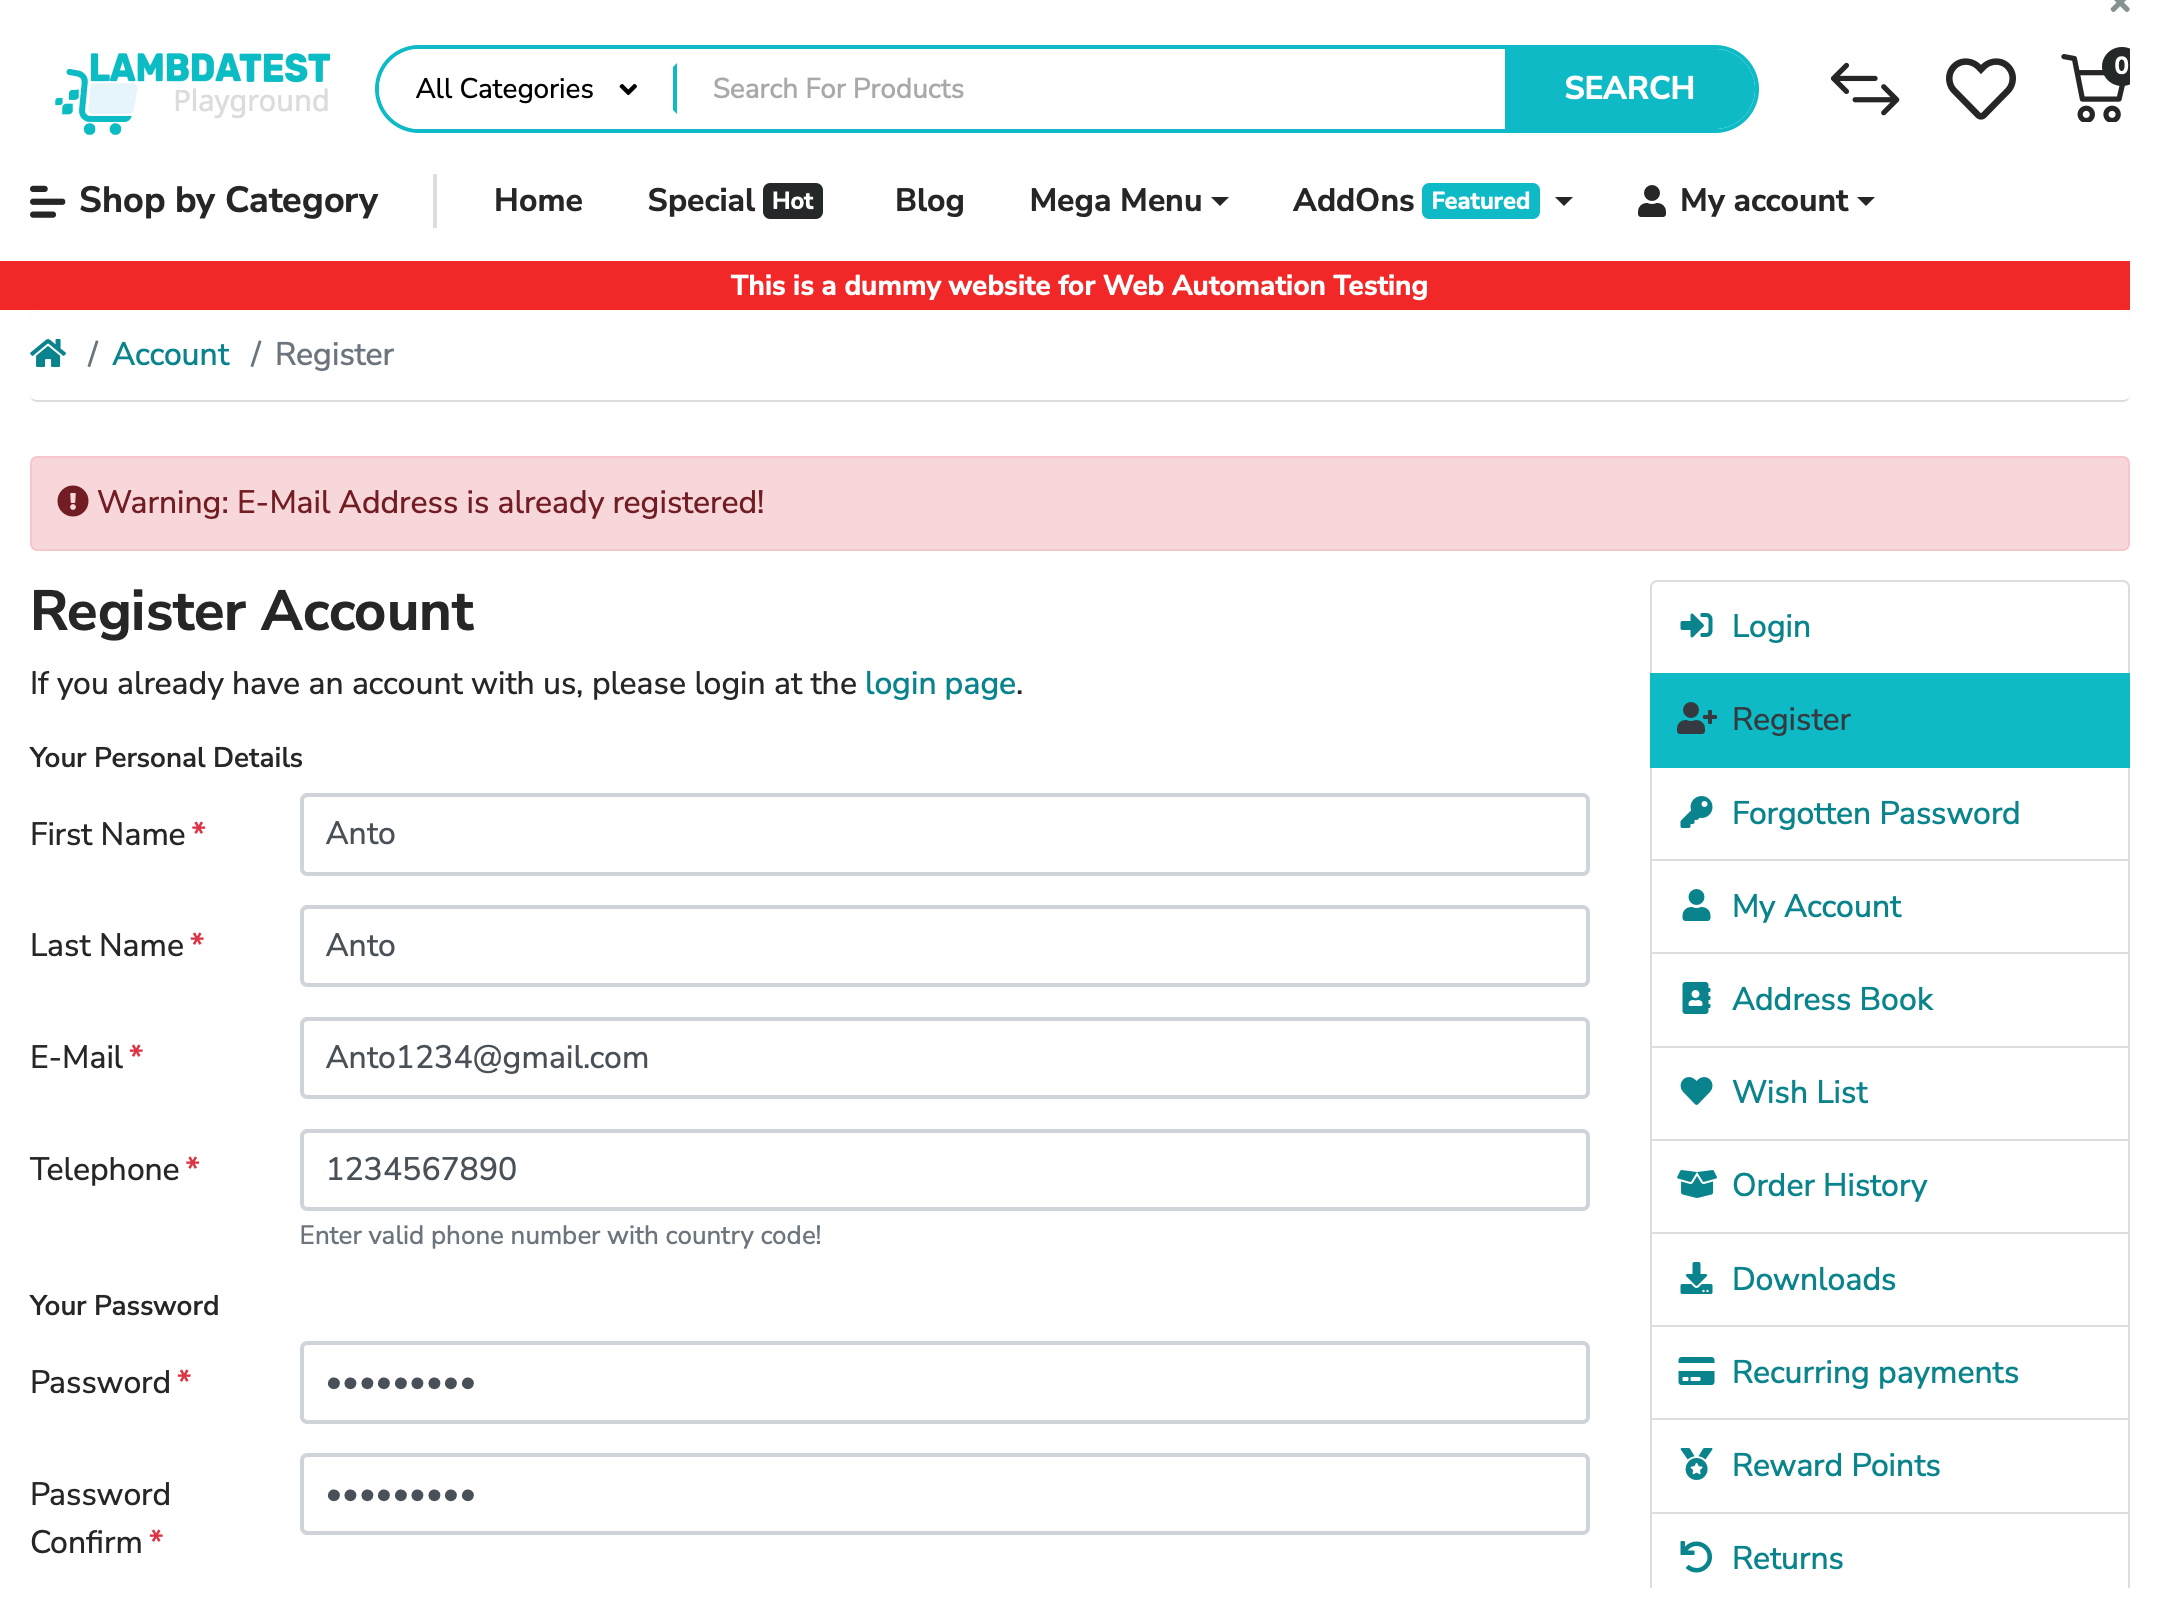 LAMBDATEST
Playground
All Categories
Search For Products
SEARCH
0
Shop by Category
Home
Special Hot
Blog
Mega Menu
AddOns Featured
My account
This is a dummy website for Web Automation Testing
/ Account / Register
Warning: E-Mail Address is already registered!
Register Account
If you already have an account with us, please login at the login page.
Your Personal Details
First Name *
Anto
Last Name *
Anto
E-Mail *
Anto1234@gmail.com
Telephone *
1234567890
Enter valid phone number with country code!
Your Password
Password *
•••••••••
Password
Confirm *
•••••••••
Login
Register
Forgotten Password
My Account
Address Book
Wish List
Order History
Downloads
Recurring payments
Reward Points
Returns